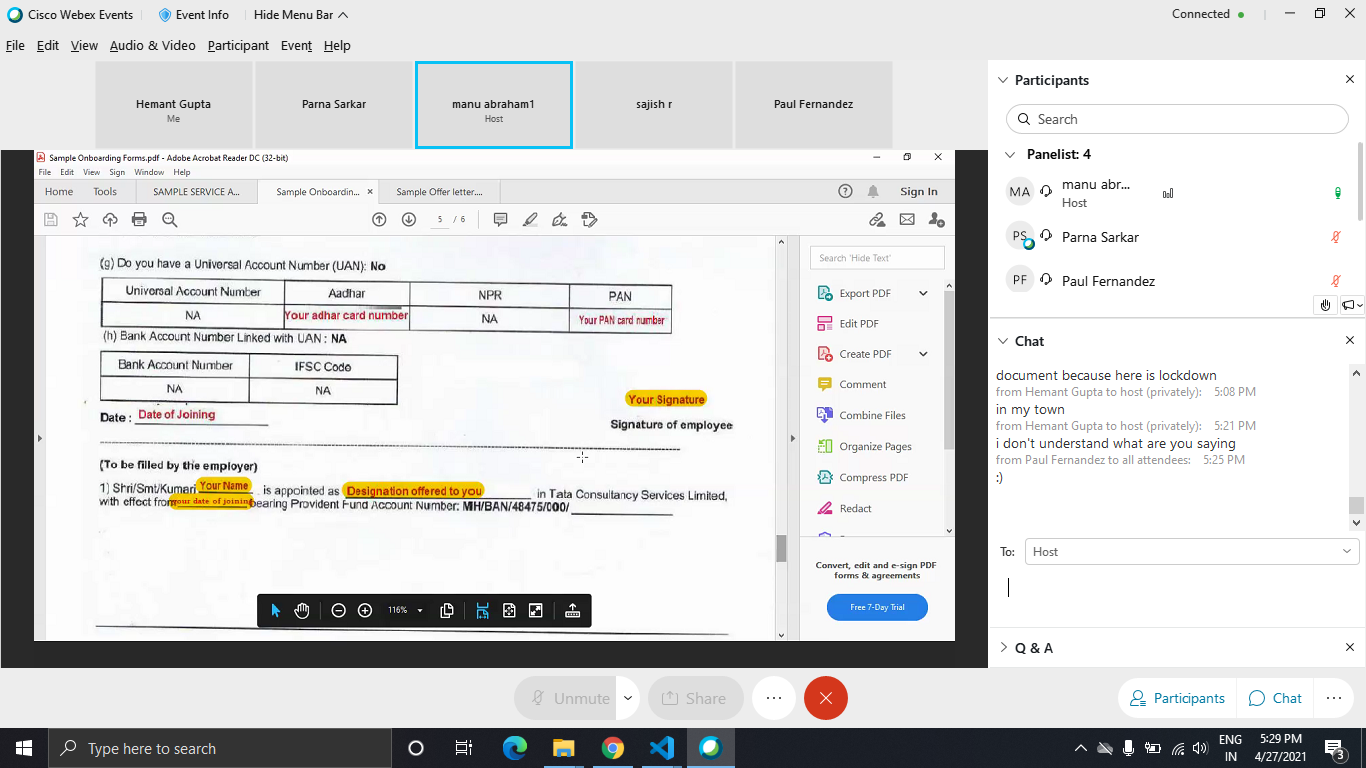 Cisco Webex Events
Event Info
Hide Menu Bar
Connected
File Edit View Audio & Video Participant Event Help
Hemant Gupta
Me
Parna Sarkar
manu abraham1
Host
sajish r
Paul Fernandez
Sample Onboarding Forms.pdf - Adobe Acrobat Reader DC (32-bit)
File Edit View Sign Window Help
Home Tools SAMPLE SERVICE A... Sample Onboardin... × Sample Offer letter.... Sign In
5 / 6
(g) Do you have a Universal Account Number (UAN): No
Universal Account Number Aadhar NPR PAN
NA Your adhar card number NA Your PAN card number
(h) Bank Account Number Linked with UAN : NA
Bank Account Number IFSC Code
NA NA
Your Signature
Date : Date of Joining
Signature of employee
(To be filled by the employer)
1) Shri/Smt/Kumari Your Name is appointed as Designation offered to you in Tata Consultancy Services Limited,
with effect from your date of joining bearing Provident Fund Account Number: MH/BAN/48475/000/
116%
Search 'Hide Text'
Export PDF
Edit PDF
Create PDF
Comment
Combine Files
Organize Pages
Compress PDF
Redact
Convert, edit and e-sign PDF
forms & agreements
Free 7-Day Trial
Participants
Search
Panelist: 4
MA manu abr...
Host
PS Parna Sarkar
PF Paul Fernandez
Chat
document because here is lockdown
from Hemant Gupta to host (privately): 5:08 PM
in my town
from Hemant Gupta to host (privately): 5:21 PM
i don't understand what are you saying
from Paul Fernandez to all attendees: 5:25 PM
:)
To: Host
Q & A
Unmute
Share
Participants
Chat
Type here to search
ENG
IN
5:29 PM
4/27/2021
3